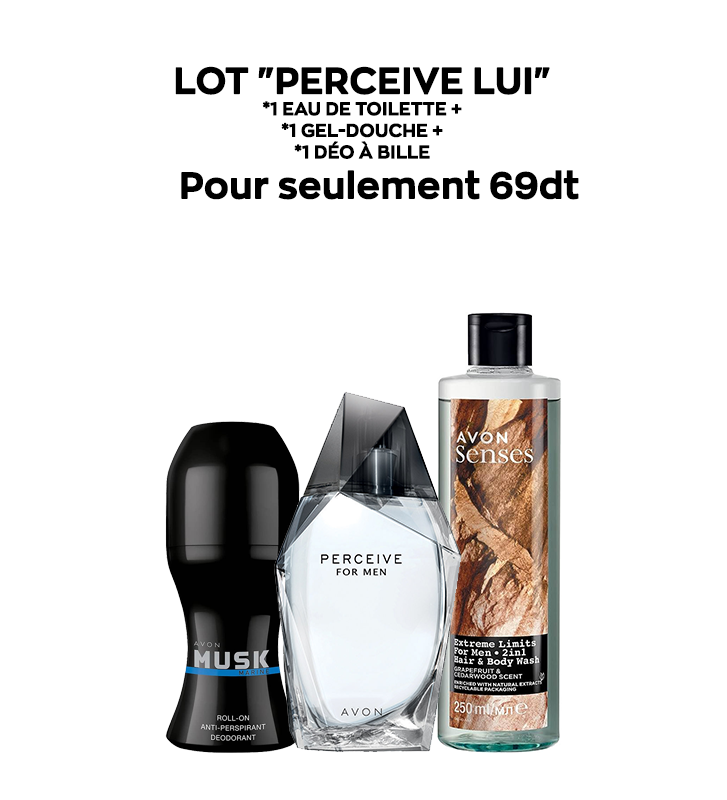 LOT "PERCEIVE LUI"
*1 EAU DE TOILETTE +
*1 GEL-DOUCHE +
*1 DÉO À BILLE
Pour seulement 69dt
AVON
Senses
PERCEIVE
FOR MEN
AVON
MUSK
MARINE
ROLL-ON
ANTI-PERSPIRANT
DEODORANT
AVON
Extreme Limits
For Men • 2in1
Hair & Body Wash
GRAPEFRUIT &
CEDARWOOD SCENT
ENRICHED WITH NATURAL EXTRACTS
RECYCLABLE PACKAGING
250 ml/мл e